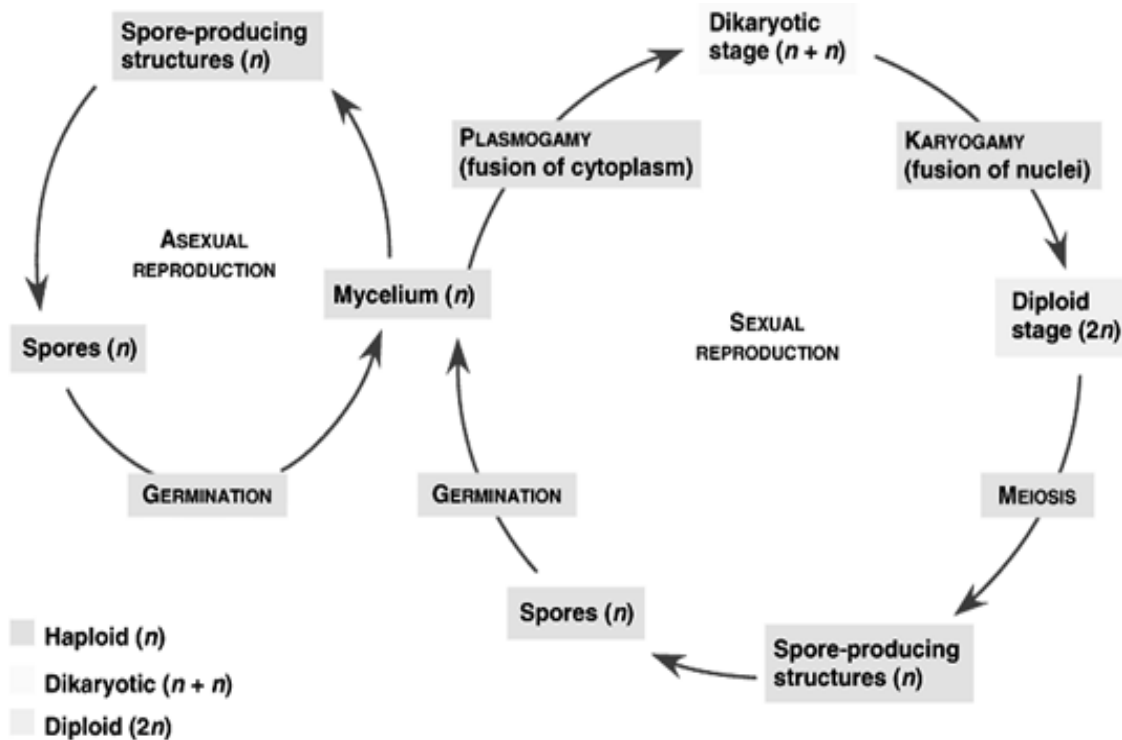 Spore-producing
structures (n)
Dikaryotic
stage (n + n)
PLASMOGAMY
(fusion of cytoplasm)
KARYOGAMY
(fusion of nuclei)
ASEXUAL
REPRODUCTION
Mycelium (n)
Spores (n)
SEXUAL
REPRODUCTION
Diploid
stage (2n)
GERMINATION
GERMINATION
MEIOSIS
Spores (n)
Spore-producing
structures (n)
Haploid (n)
Dikaryotic (n + n)
Diploid (2n)